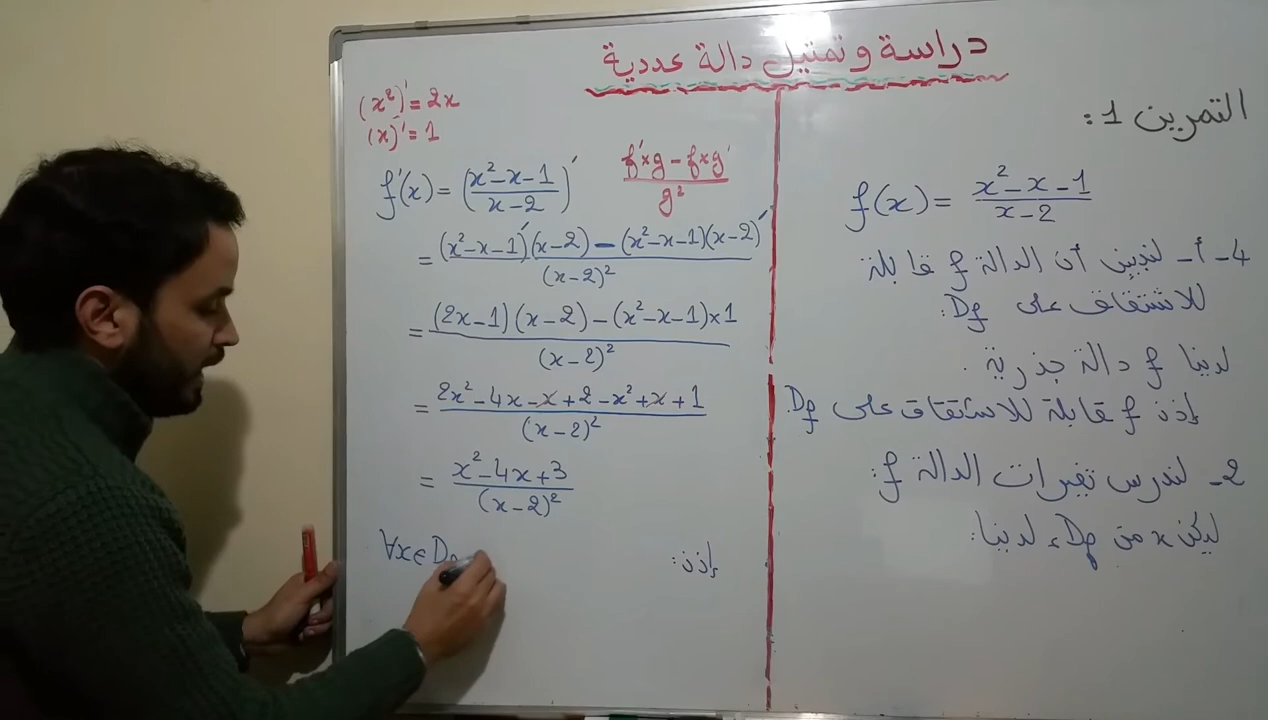 دراسة و تمثيل دالة عددية
التمرين 1:
f(x) = (x²-x-1)/(x-2)
4-أ- لنبين أن الدالة f قابلة
للاشتقاق على Df:
لدينا f دالة جذرية.
إذن f قابلة للاشتقاق على Df.
2- لندرس تغيرات الدالة f:
ليكن x من Df، لدينا:
(x²)' = 2x
(x)' = 1
(f'×g - f×g')/g²
f'(x) = ((x²-x-1)/(x-2))'
= ((x²-x-1)'(x-2) - (x²-x-1)(x-2)')/(x-2)²
= ((2x-1)(x-2) - (x²-x-1)×1)/(x-2)²
= (2x²-4x-x+2-x²+x+1)/(x-2)²
= (x²-4x+3)/(x-2)²
إذن:
∀x∈Df